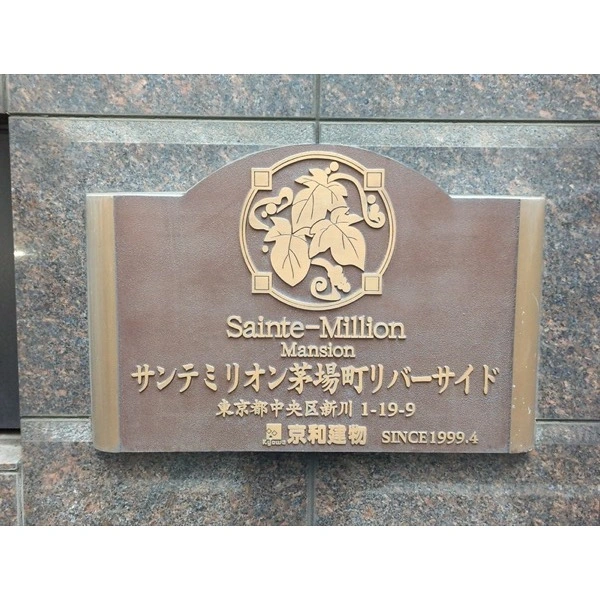 Sainte-Million
Mansion
サンテミリオン茅場町リバーサイド
東京都中央区新川 1-19-9
Kyowa 京和建物 SINCE1999.4